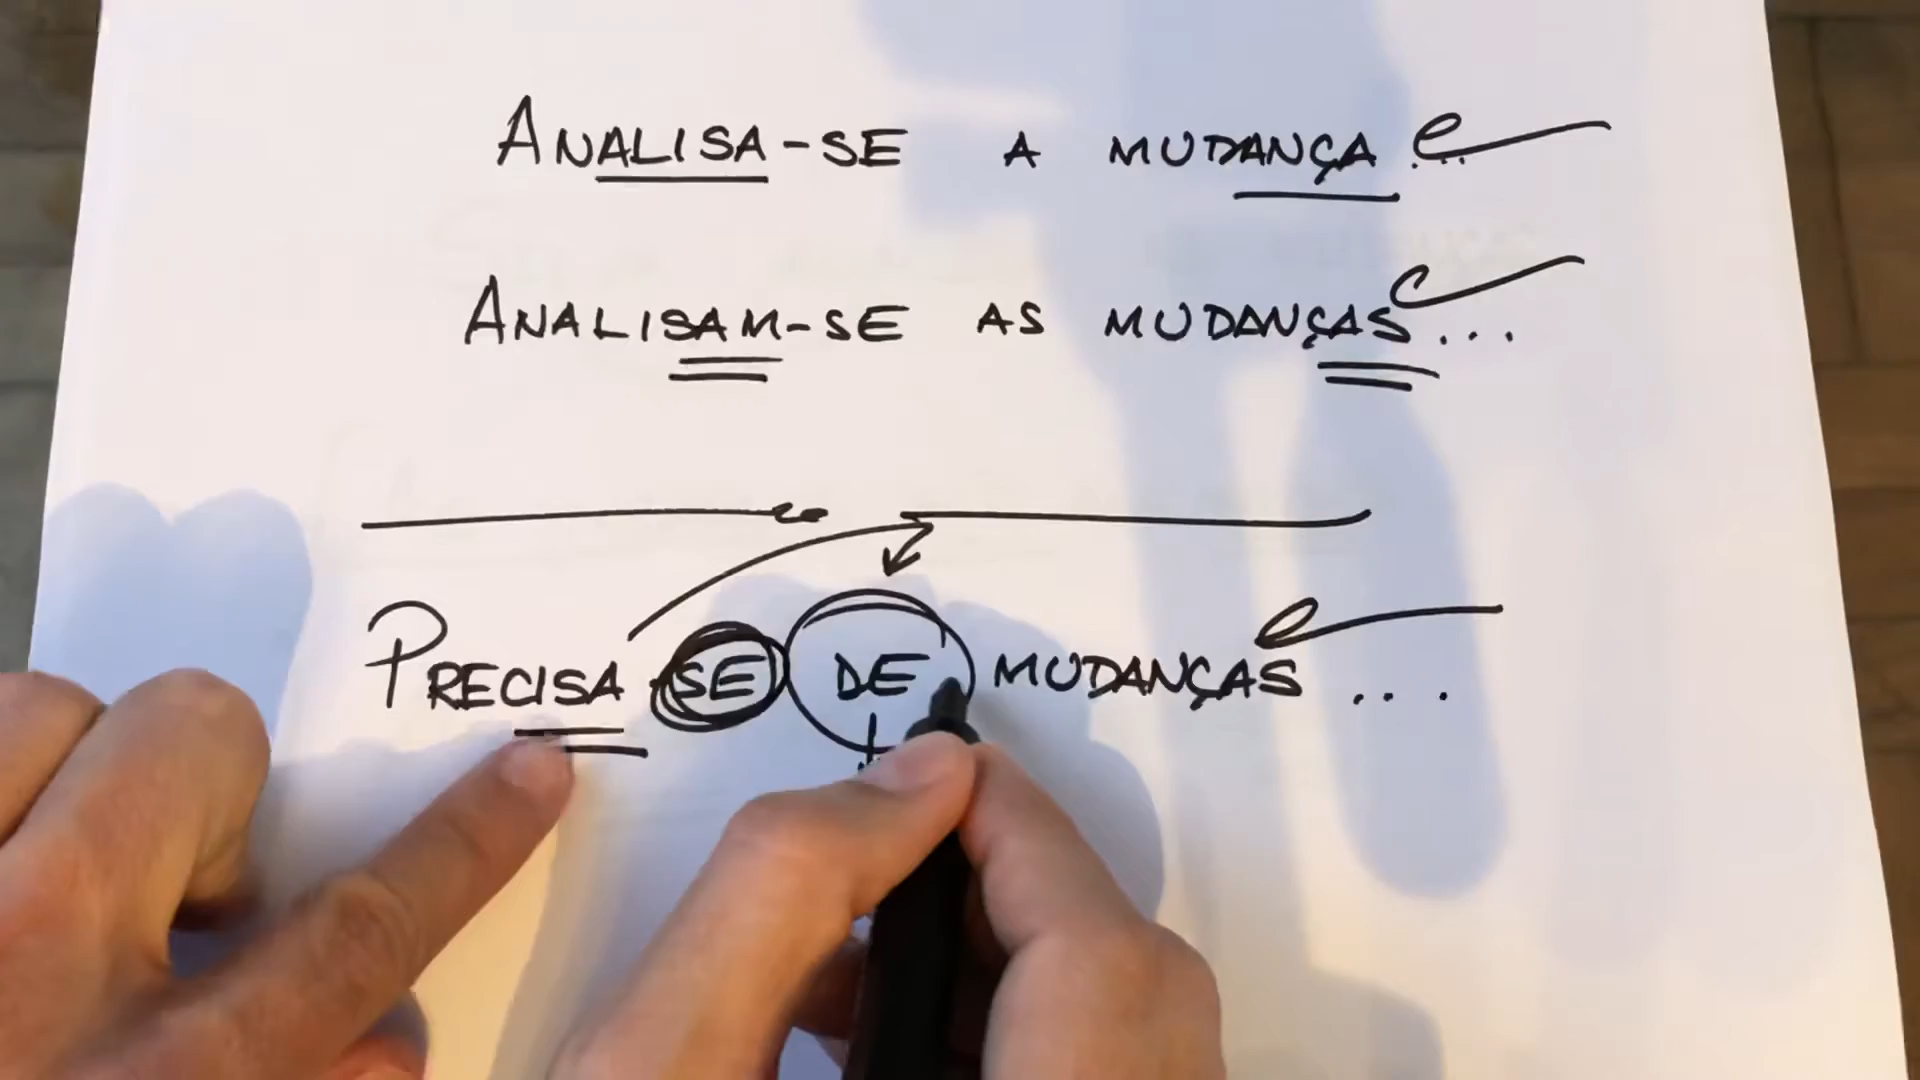 ANALISA-SE A MUDANÇA ...
ANALISAM-SE AS MUDANÇAS...
PRECISA-SE DE MUDANÇAS ...